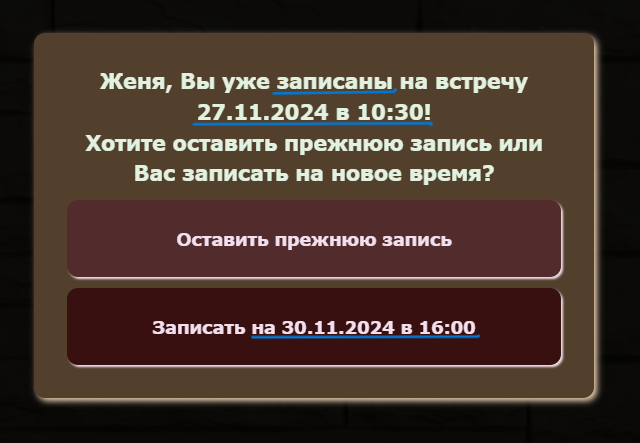 Женя, Вы уже записаны на встречу
27.11.2024 в 10:30!
Хотите оставить прежнюю запись или
Вас записать на новое время?
Оставить прежнюю запись
Записать на 30.11.2024 в 16:00